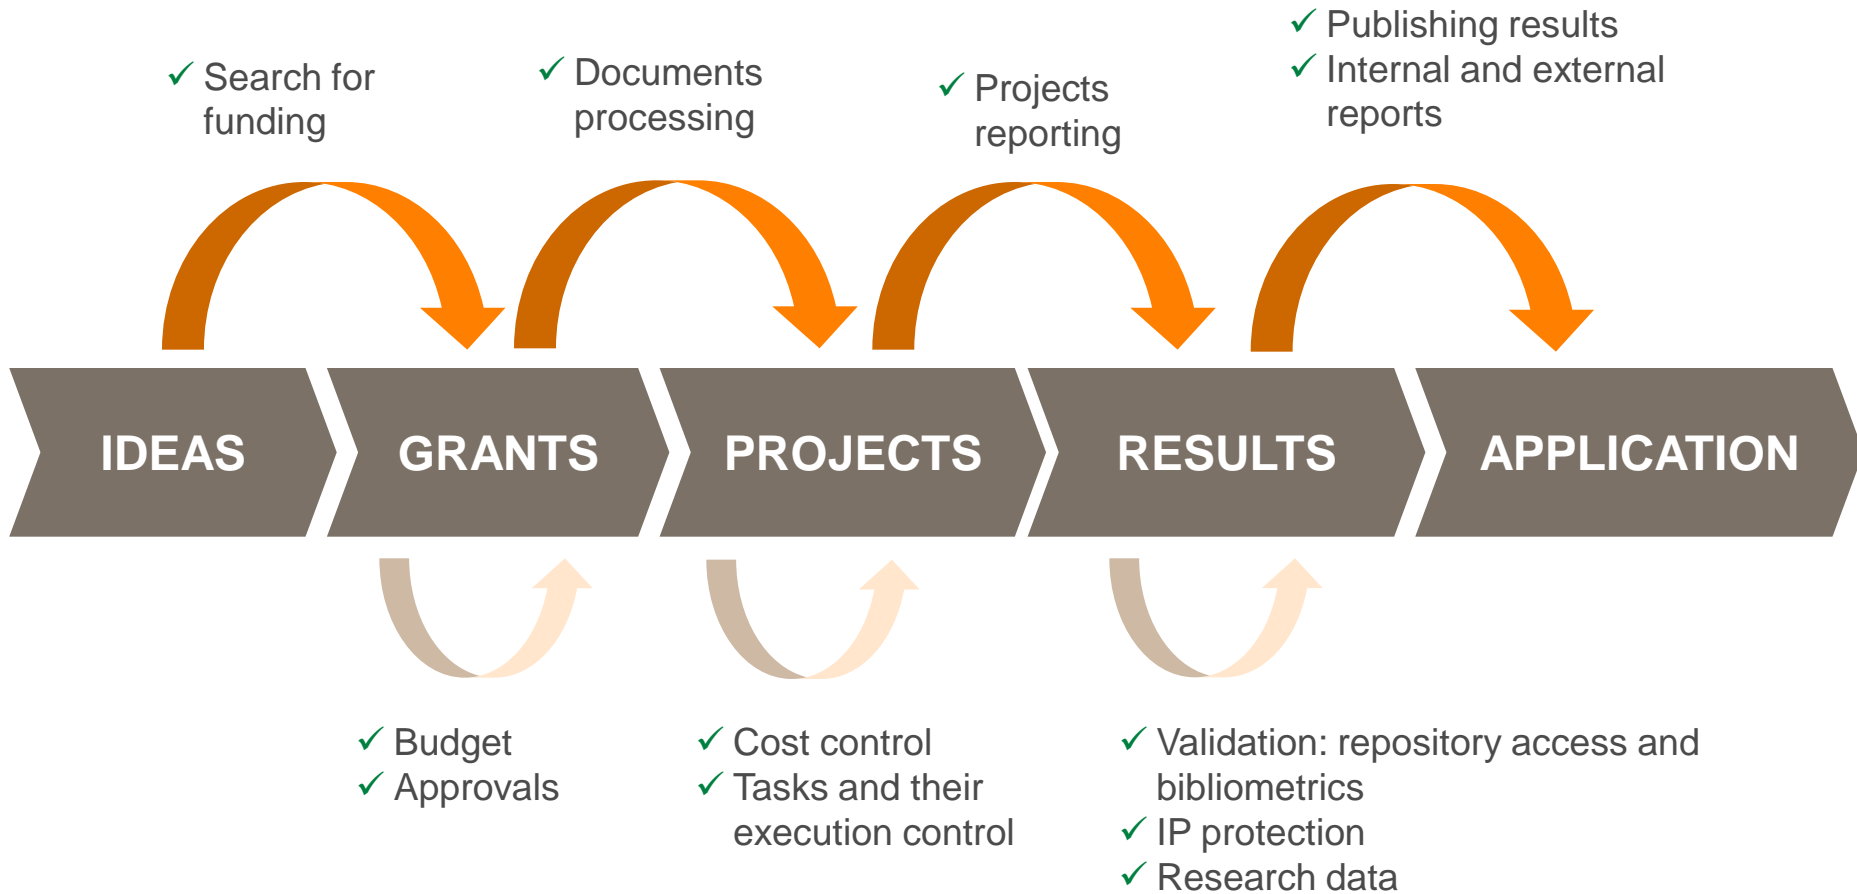 ✓ Search for
funding
✓ Documents
processing
✓ Projects
reporting
✓ Publishing results
✓ Internal and external
reports
IDEAS
GRANTS
PROJECTS
RESULTS
APPLICATION
✓ Budget
✓ Approvals
✓ Cost control
✓ Tasks and their
execution control
✓ Validation: repository access and
bibliometrics
✓ IP protection
✓ Research data